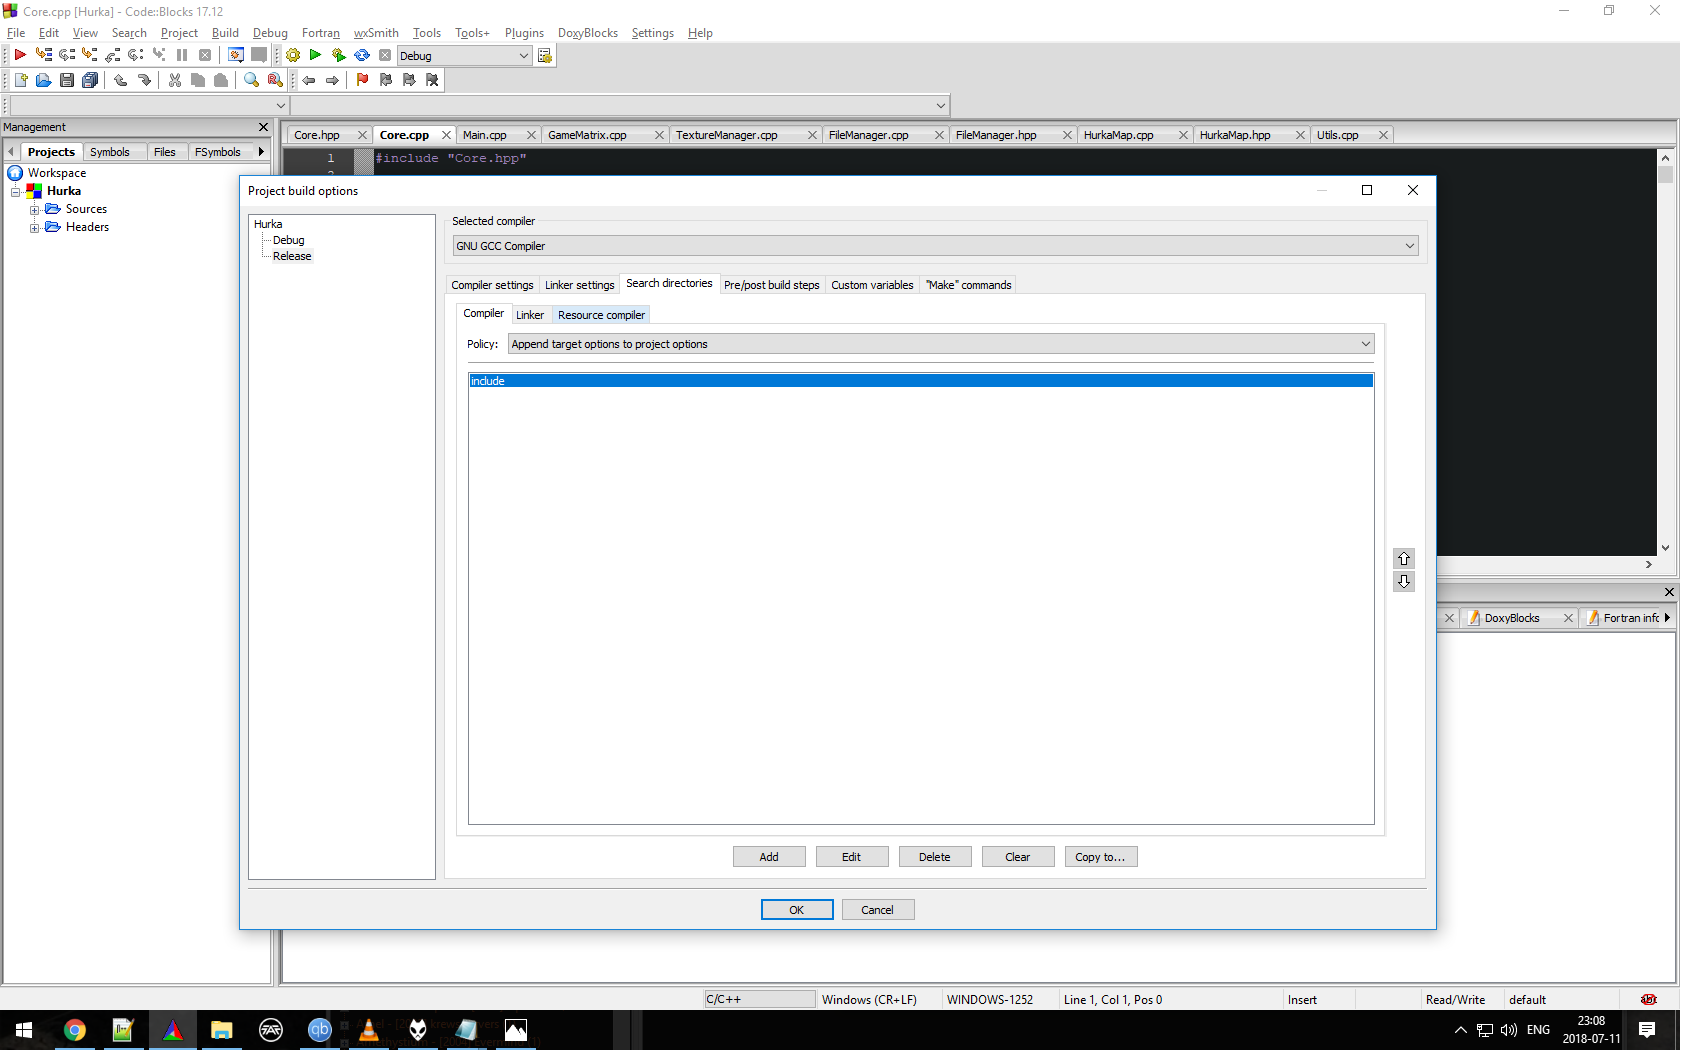 Core.cpp [Hurka] - Code::Blocks 17.12
File Edit View Search Project Build Debug Fortran wxSmith Tools Tools+ Plugins DoxyBlocks Settings Help
Debug
Management
Core.hpp Core.cpp Main.cpp GameMatrix.cpp TextureManager.cpp FileManager.cpp FileManager.hpp HurkaMap.cpp HurkaMap.hpp Utils.cpp
Projects Symbols Files FSymbols
1 #include "Core.hpp"
2
Workspace
Hurka
Sources
Headers
Project build options
Hurka
Debug
Release
Selected compiler
GNU GCC Compiler
Compiler settings Linker settings Search directories Pre/post build steps Custom variables "Make" commands
Compiler Linker Resource compiler
Policy: Append target options to project options
include
DoxyBlocks Fortran info
Add Edit Delete Clear Copy to...
OK Cancel
C/C++ Windows (CR+LF) WINDOWS-1252 Line 1, Col 1, Pos 0 Insert Read/Write default
qb
ENG
23:08
2018-07-11